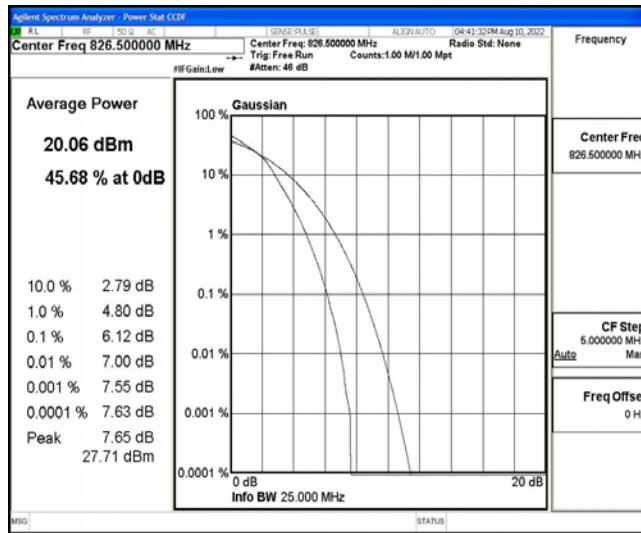 Agilent Spectrum Analyzer - Power Stat CCDF
RL RF 50 Ω AC SENSE:PULSE ALIGN AUTO 04:41:32 PM Aug 10, 2022
Center Freq 826.500000 MHz
Center Freq: 826.500000 MHz Radio Std: None
Trig: Free Run Counts:1.00 M/1.00 Mpt
#IFGain:Low #Atten: 46 dB
Frequency
Average Power
20.06 dBm
45.68 % at 0dB
10.0 % 2.79 dB
1.0 % 4.80 dB
0.1 % 6.12 dB
0.01 % 7.00 dB
0.001 % 7.55 dB
0.0001 % 7.63 dB
Peak 7.65 dB
27.71 dBm
Gaussian
100 %
10 %
1 %
0.1 %
0.01 %
0.001 %
0.0001 %
0 dB 20 dB
Info BW 25.000 MHz
Center Fre
826.500000 MH
CF Step
5.000000 MH
Auto Ma
Freq Offse
0 H
MSG STATUS